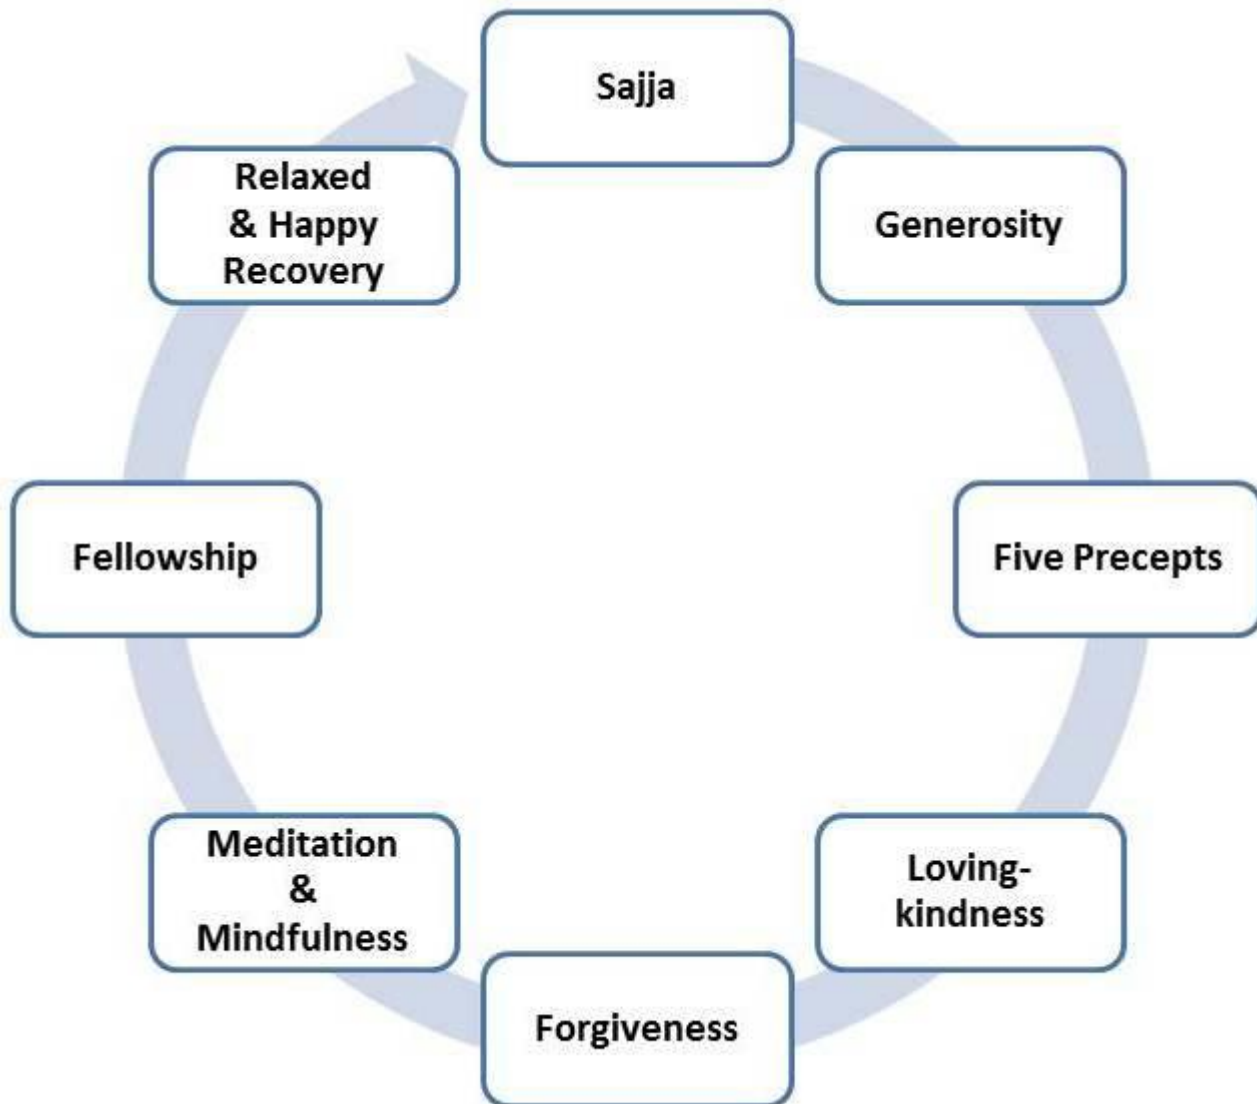 Sajja
Generosity
Five Precepts
Loving-
kindness
Forgiveness
Meditation
&
Mindfulness
Fellowship
Relaxed
& Happy
Recovery